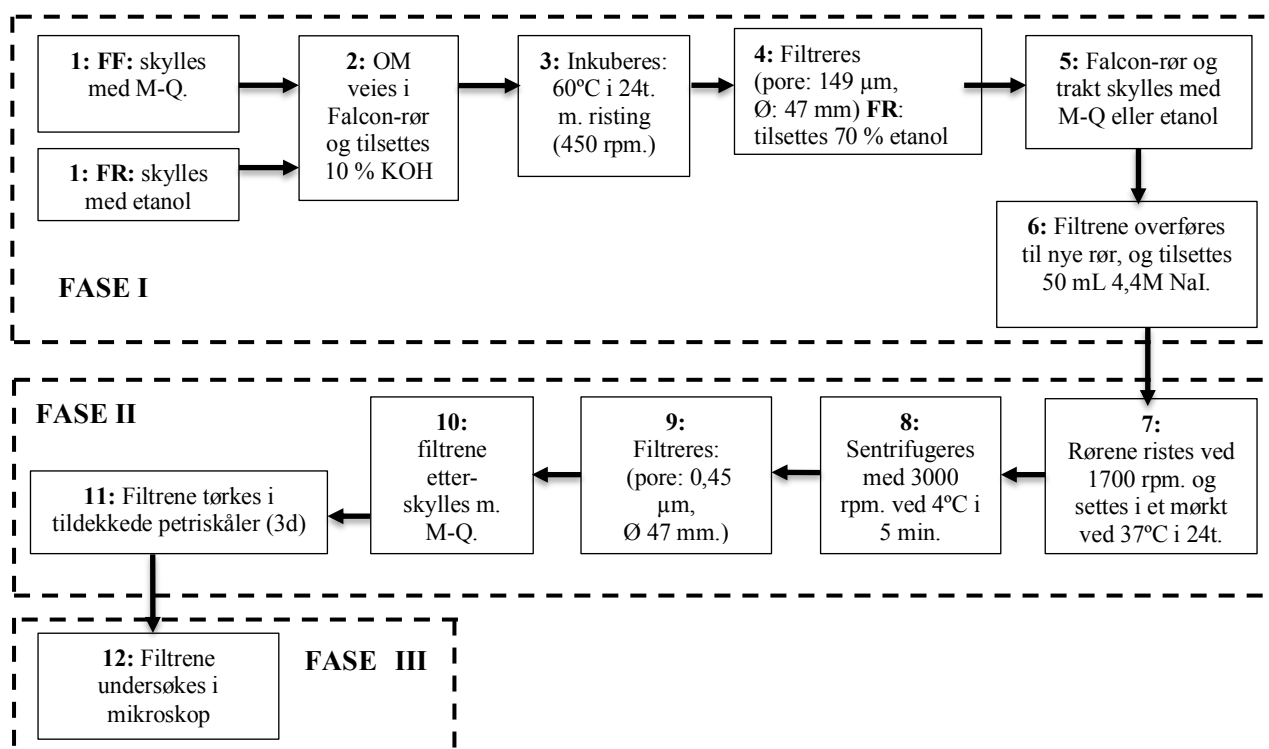 1: FF: skylles
med M-Q.
1: FR: skylles
med etanol
2: OM
veies i
Falcon-rør
og tilsettes
10 % KOH
3: Inkuberes:
60ºC i 24t.
m. risting
(450 rpm.)
4: Filtreres
(pore: 149 µm,
Ø: 47 mm) FR:
tilsettes 70 % etanol
5: Falcon-rør og
trakt skylles med
M-Q eller etanol
6: Filtrene overføres
til nye rør, og tilsettes
50 mL 4,4M NaI.
FASE I
FASE II
7:
Rørene ristes ved
1700 rpm. og
settes i et mørkt
ved 37ºC i 24t.
8:
Sentrifugeres
med 3000
rpm. ved 4ºC i
5 min.
9:
Filtreres:
(pore: 0,45
µm,
Ø 47 mm.)
10:
filtrene
etter-
skylles m.
M-Q.
11: Filtrene tørkes i
tildekkede petriskåler (3d)
12: Filtrene
undersøkes i
mikroskop
FASE III